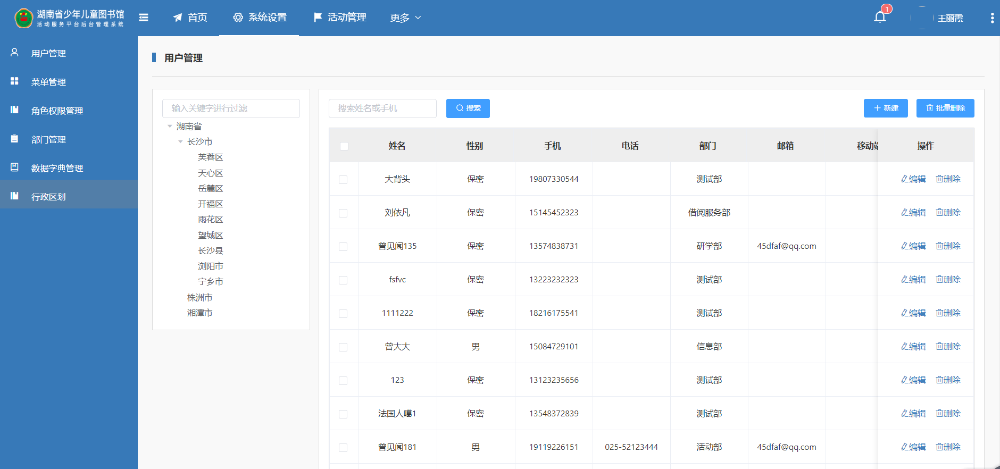 湖南省少年儿童图书馆
活动服务平台后台管理系统
首页 系统设置 活动管理 更多
1
王丽霞
用户管理
菜单管理
角色权限管理
部门管理
数据字典管理
行政区划
用户管理
输入关键字进行过滤
湖南省
长沙市
芙蓉区
天心区
岳麓区
开福区
雨花区
望城区
长沙县
浏阳市
宁乡市
株洲市
湘潭市
搜索姓名或手机 搜索 新建 批量删除
姓名 性别 手机 电话 部门 邮箱 移动端 操作
大背头 保密 19807330544 测试部 编辑 删除
刘依凡 保密 15145452323 借阅服务部 编辑 删除
曾见闻135 保密 13574838731 研学部 45dfaf@qq.com 编辑 删除
fsfvc 保密 13223232323 测试部 编辑 删除
1111222 保密 18216175541 测试部 编辑 删除
曾大大 男 15084729101 信息部 编辑 删除
123 保密 13123235656 测试部 编辑 删除
法国人噶1 保密 13548372839 测试部 编辑 删除
曾见闻181 男 19119226151 025-52123444 活动部 45dfaf@qq.com 编辑 删除